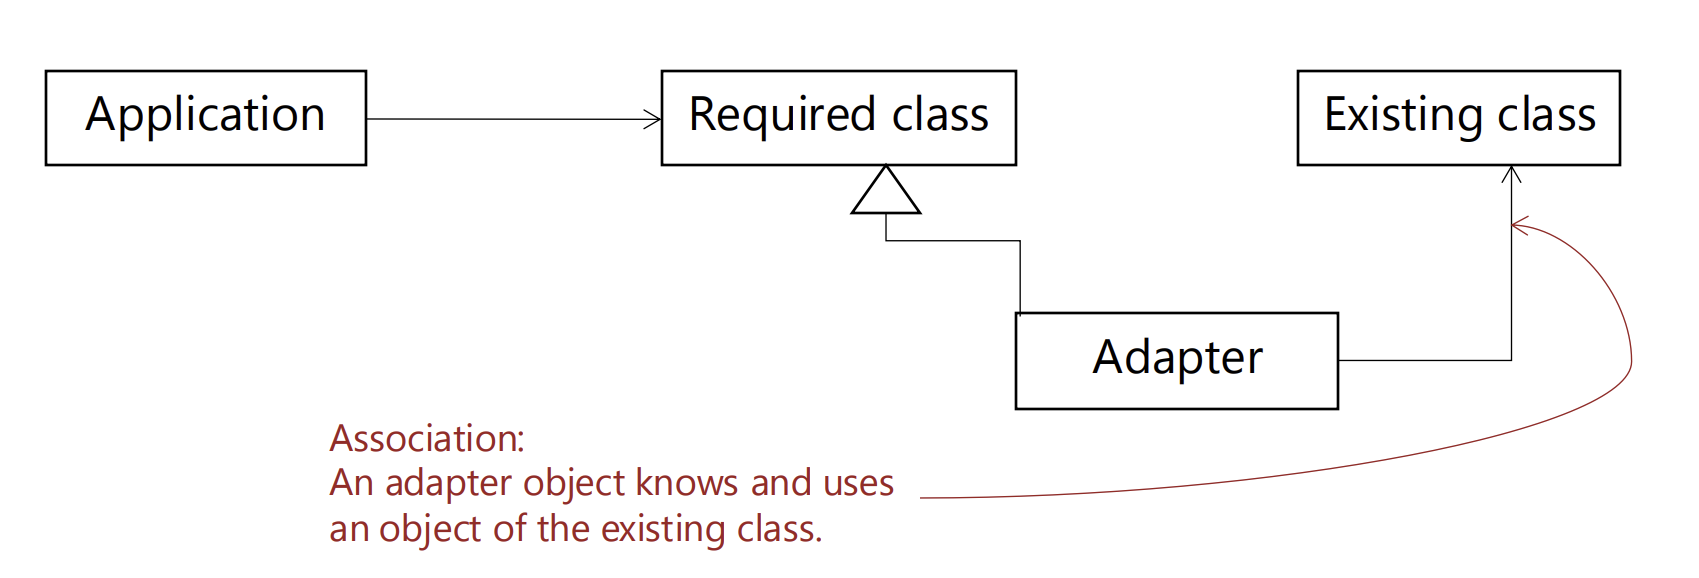 Application
Required class
Existing class
Adapter
Association:
An adapter object knows and uses
an object of the existing class.